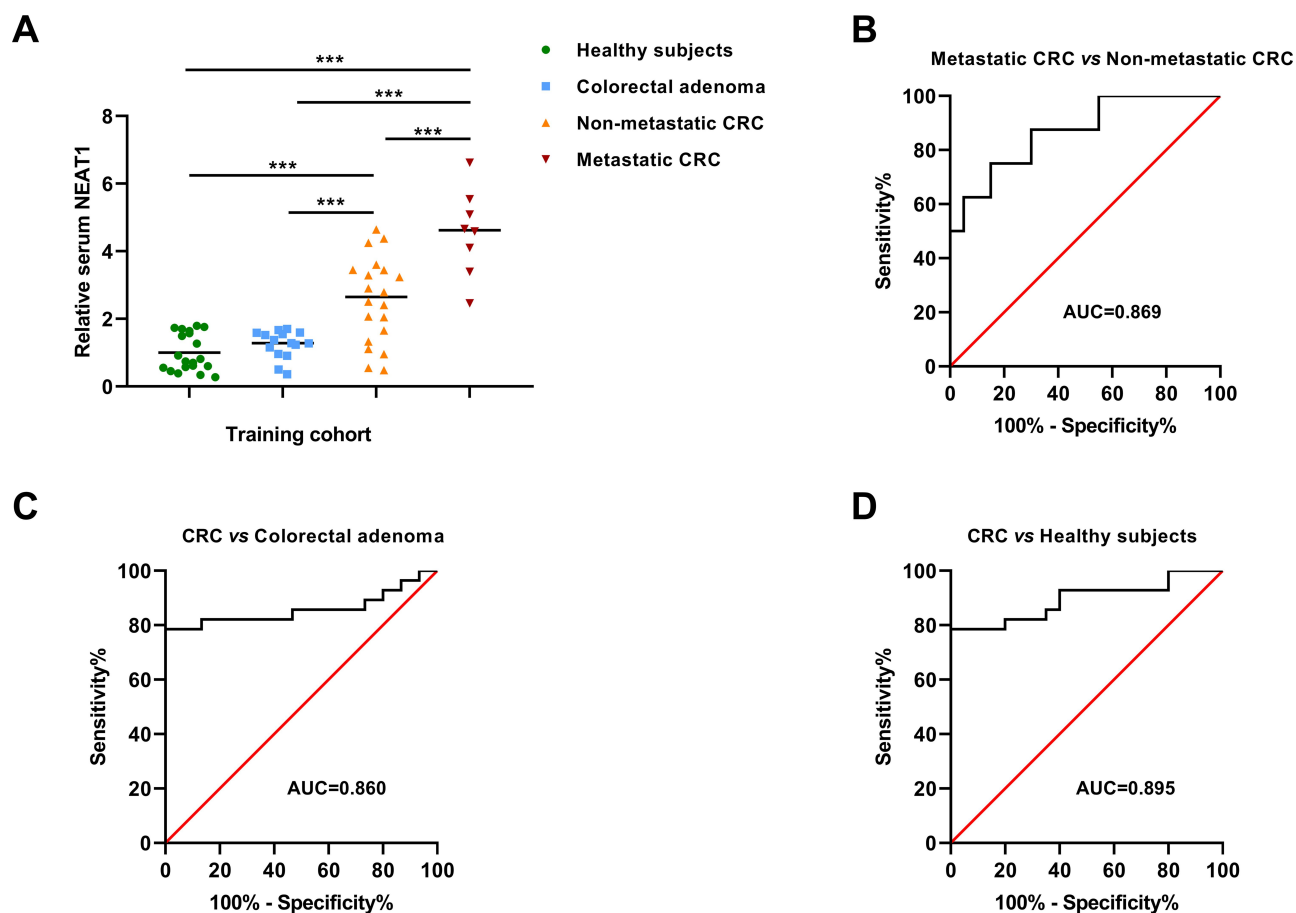 A
***
***
***
***
***
Relative serum NEAT1
8
6
4
2
0
Training cohort
Healthy subjects
Colorectal adenoma
Non-metastatic CRC
Metastatic CRC
B
Metastatic CRC vs Non-metastatic CRC
Sensitivity%
100
80
60
40
20
0
AUC=0.869
0 20 40 60 80 100
100% - Specificity%
C
CRC vs Colorectal adenoma
Sensitivity%
100
80
60
40
20
0
AUC=0.860
0 20 40 60 80 100
100% - Specificity%
D
CRC vs Healthy subjects
Sensitivity%
100
80
60
40
20
0
AUC=0.895
0 20 40 60 80 100
100% - Specificity%